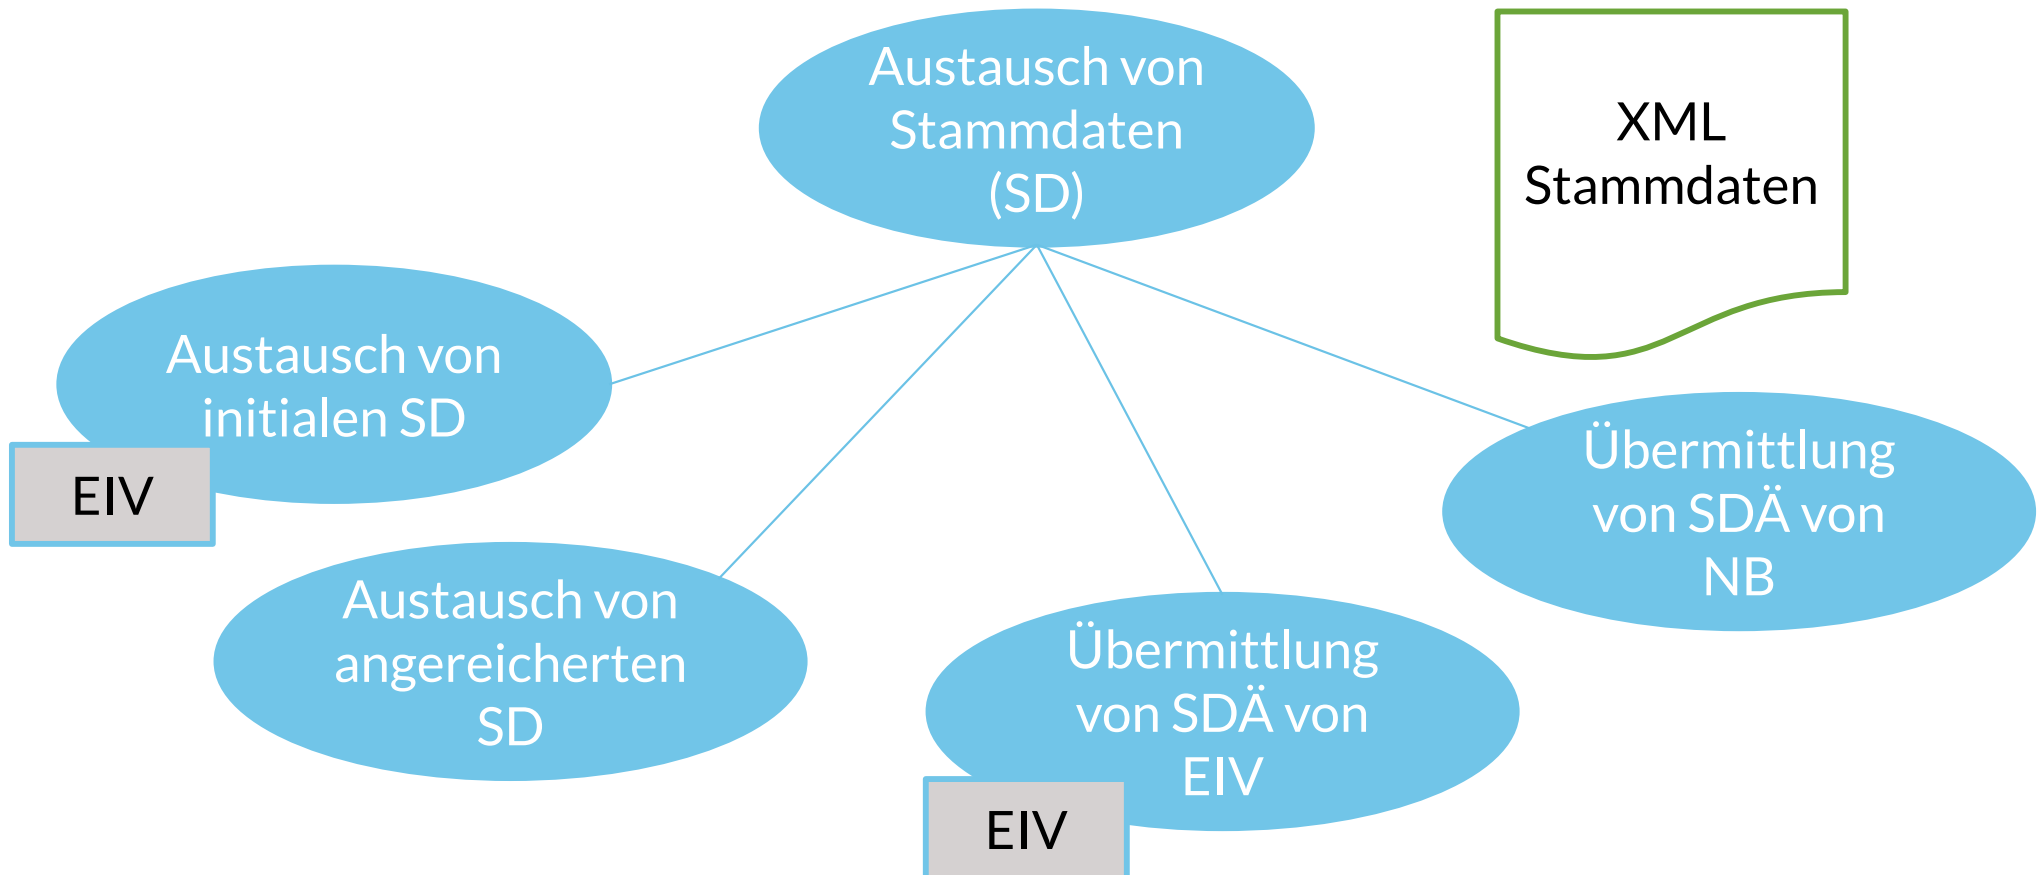 Austausch von
Stammdaten
(SD)
XML
Stammdaten
Austausch von
initialen SD
EIV
Austausch von
angereicherten
SD
Übermittlung
von SDÄ von
EIV
EIV
Übermittlung
von SDÄ von
NB